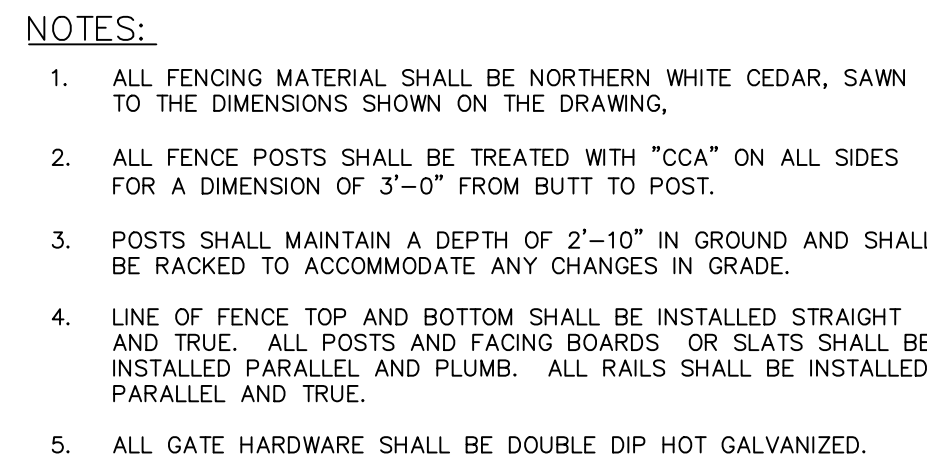 NOTES:
1. ALL FENCING MATERIAL SHALL BE NORTHERN WHITE CEDAR, SAWN
TO THE DIMENSIONS SHOWN ON THE DRAWING,
2. ALL FENCE POSTS SHALL BE TREATED WITH "CCA" ON ALL SIDES
FOR A DIMENSION OF 3'–0" FROM BUTT TO POST.
3. POSTS SHALL MAINTAIN A DEPTH OF 2'–10" IN GROUND AND SHALL
BE RACKED TO ACCOMMODATE ANY CHANGES IN GRADE.
4. LINE OF FENCE TOP AND BOTTOM SHALL BE INSTALLED STRAIGHT
AND TRUE. ALL POSTS AND FACING BOARDS OR SLATS SHALL BE
INSTALLED PARALLEL AND PLUMB. ALL RAILS SHALL BE INSTALLED
PARALLEL AND TRUE.
5. ALL GATE HARDWARE SHALL BE DOUBLE DIP HOT GALVANIZED.